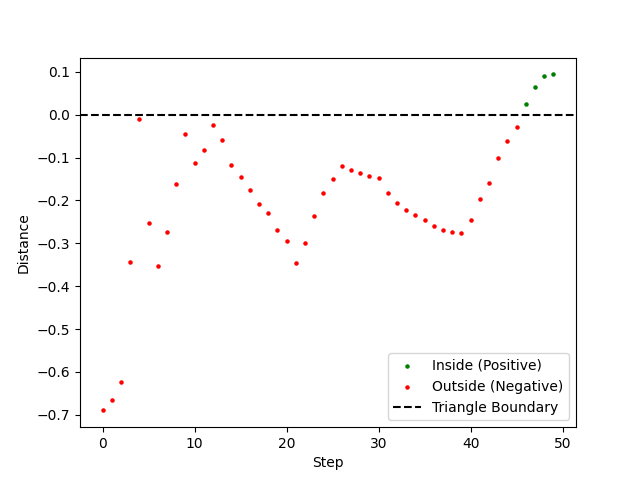 0.1
0.0
−0.1
−0.2
−0.3
−0.4
−0.5
−0.6
−0.7
Distance
0 10 20 30 40 50
Step
Inside (Positive)
Outside (Negative)
Triangle Boundary